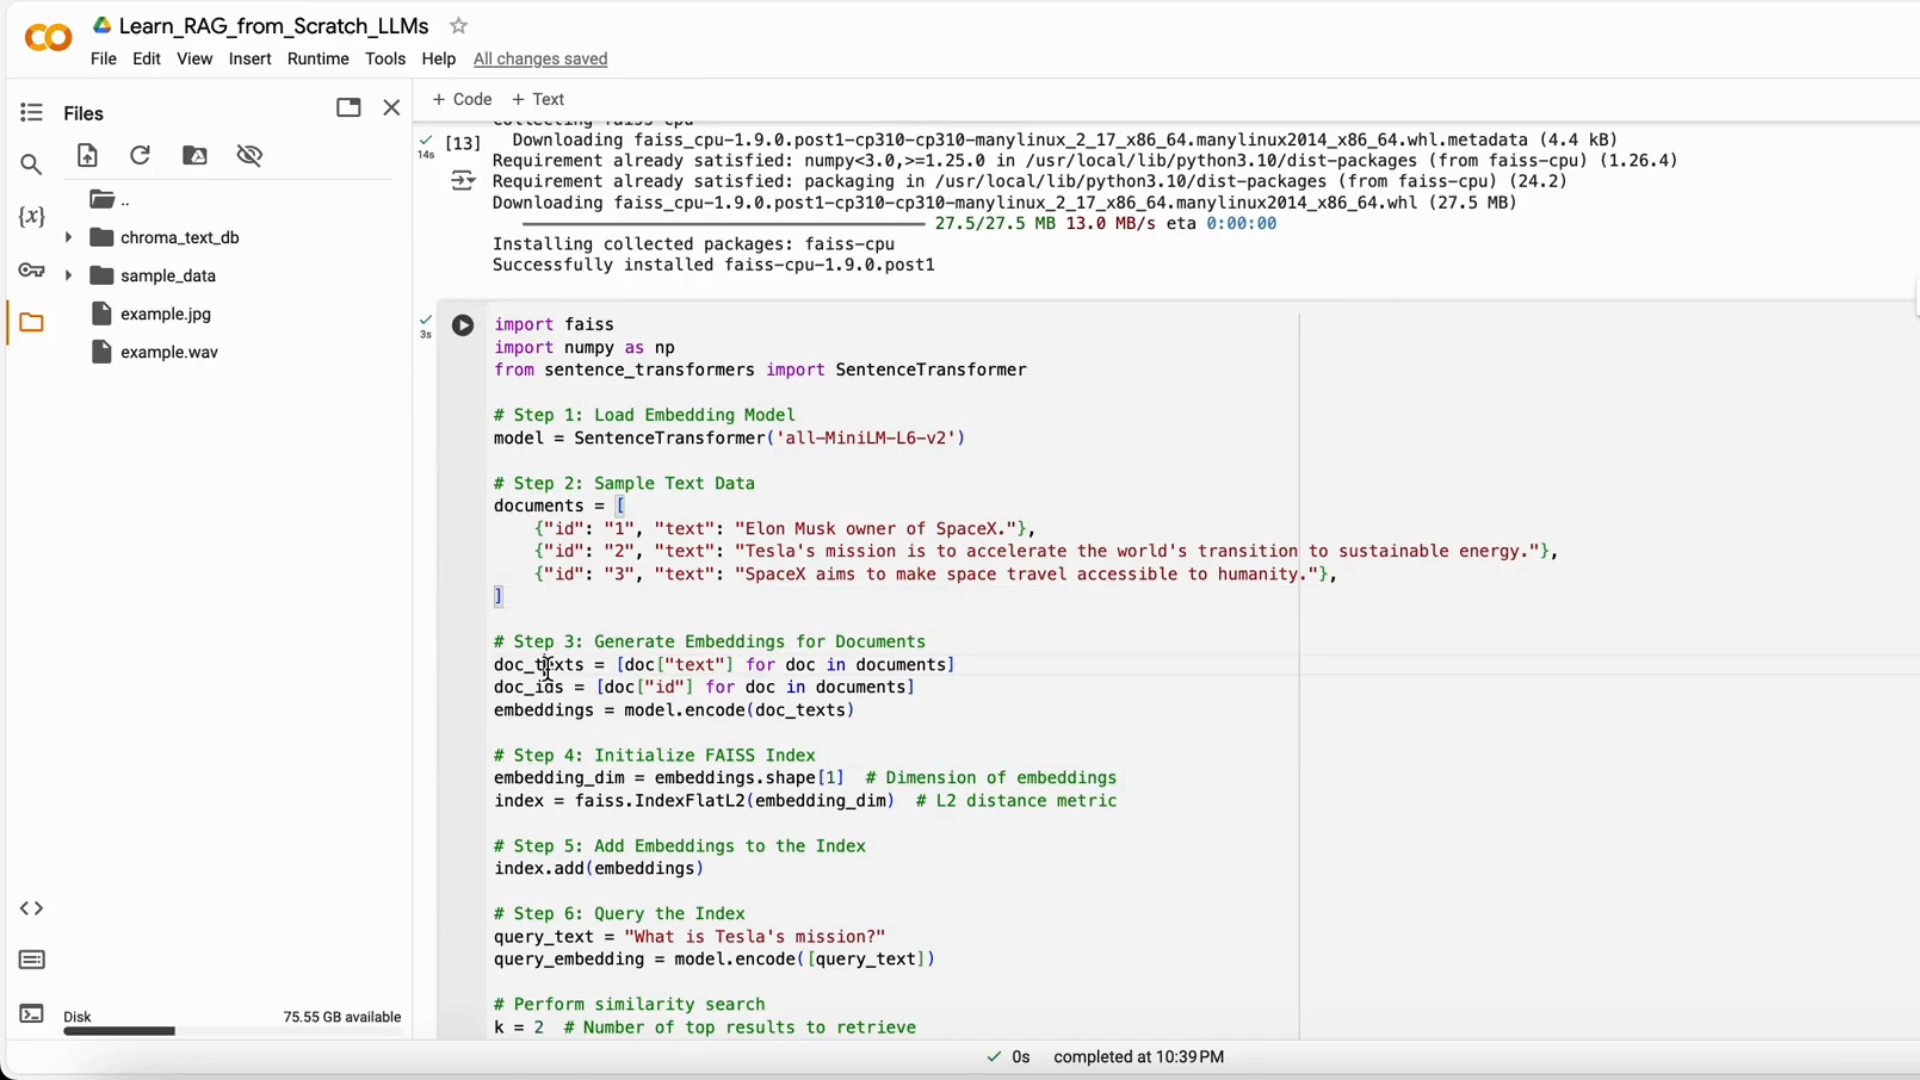 Learn_RAG_from_Scratch_LLMs
File Edit View Insert Runtime Tools Help All changes saved
Files
..
chroma_text_db
sample_data
example.jpg
example.wav
Disk 75.55 GB available
+ Code + Text
Collecting faiss-cpu
[13] Downloading faiss_cpu-1.9.0.post1-cp310-cp310-manylinux_2_17_x86_64.manylinux2014_x86_64.whl.metadata (4.4 kB)
14s
Requirement already satisfied: numpy<3.0,>=1.25.0 in /usr/local/lib/python3.10/dist-packages (from faiss-cpu) (1.26.4)
Requirement already satisfied: packaging in /usr/local/lib/python3.10/dist-packages (from faiss-cpu) (24.2)
Downloading faiss_cpu-1.9.0.post1-cp310-cp310-manylinux_2_17_x86_64.manylinux2014_x86_64.whl (27.5 MB)
27.5/27.5 MB 13.0 MB/s eta 0:00:00
Installing collected packages: faiss-cpu
Successfully installed faiss-cpu-1.9.0.post1
3s
import faiss
import numpy as np
from sentence_transformers import SentenceTransformer
# Step 1: Load Embedding Model
model = SentenceTransformer('all-MiniLM-L6-v2')
# Step 2: Sample Text Data
documents = [
{"id": "1", "text": "Elon Musk owner of SpaceX."},
{"id": "2", "text": "Tesla's mission is to accelerate the world's transition to sustainable energy."},
{"id": "3", "text": "SpaceX aims to make space travel accessible to humanity."},
]
# Step 3: Generate Embeddings for Documents
doc_texts = [doc["text"] for doc in documents]
doc_ids = [doc["id"] for doc in documents]
embeddings = model.encode(doc_texts)
# Step 4: Initialize FAISS Index
embedding_dim = embeddings.shape[1] # Dimension of embeddings
index = faiss.IndexFlatL2(embedding_dim) # L2 distance metric
# Step 5: Add Embeddings to the Index
index.add(embeddings)
# Step 6: Query the Index
query_text = "What is Tesla's mission?"
query_embedding = model.encode([query_text])
# Perform similarity search
k = 2 # Number of top results to retrieve
0s completed at 10:39 PM